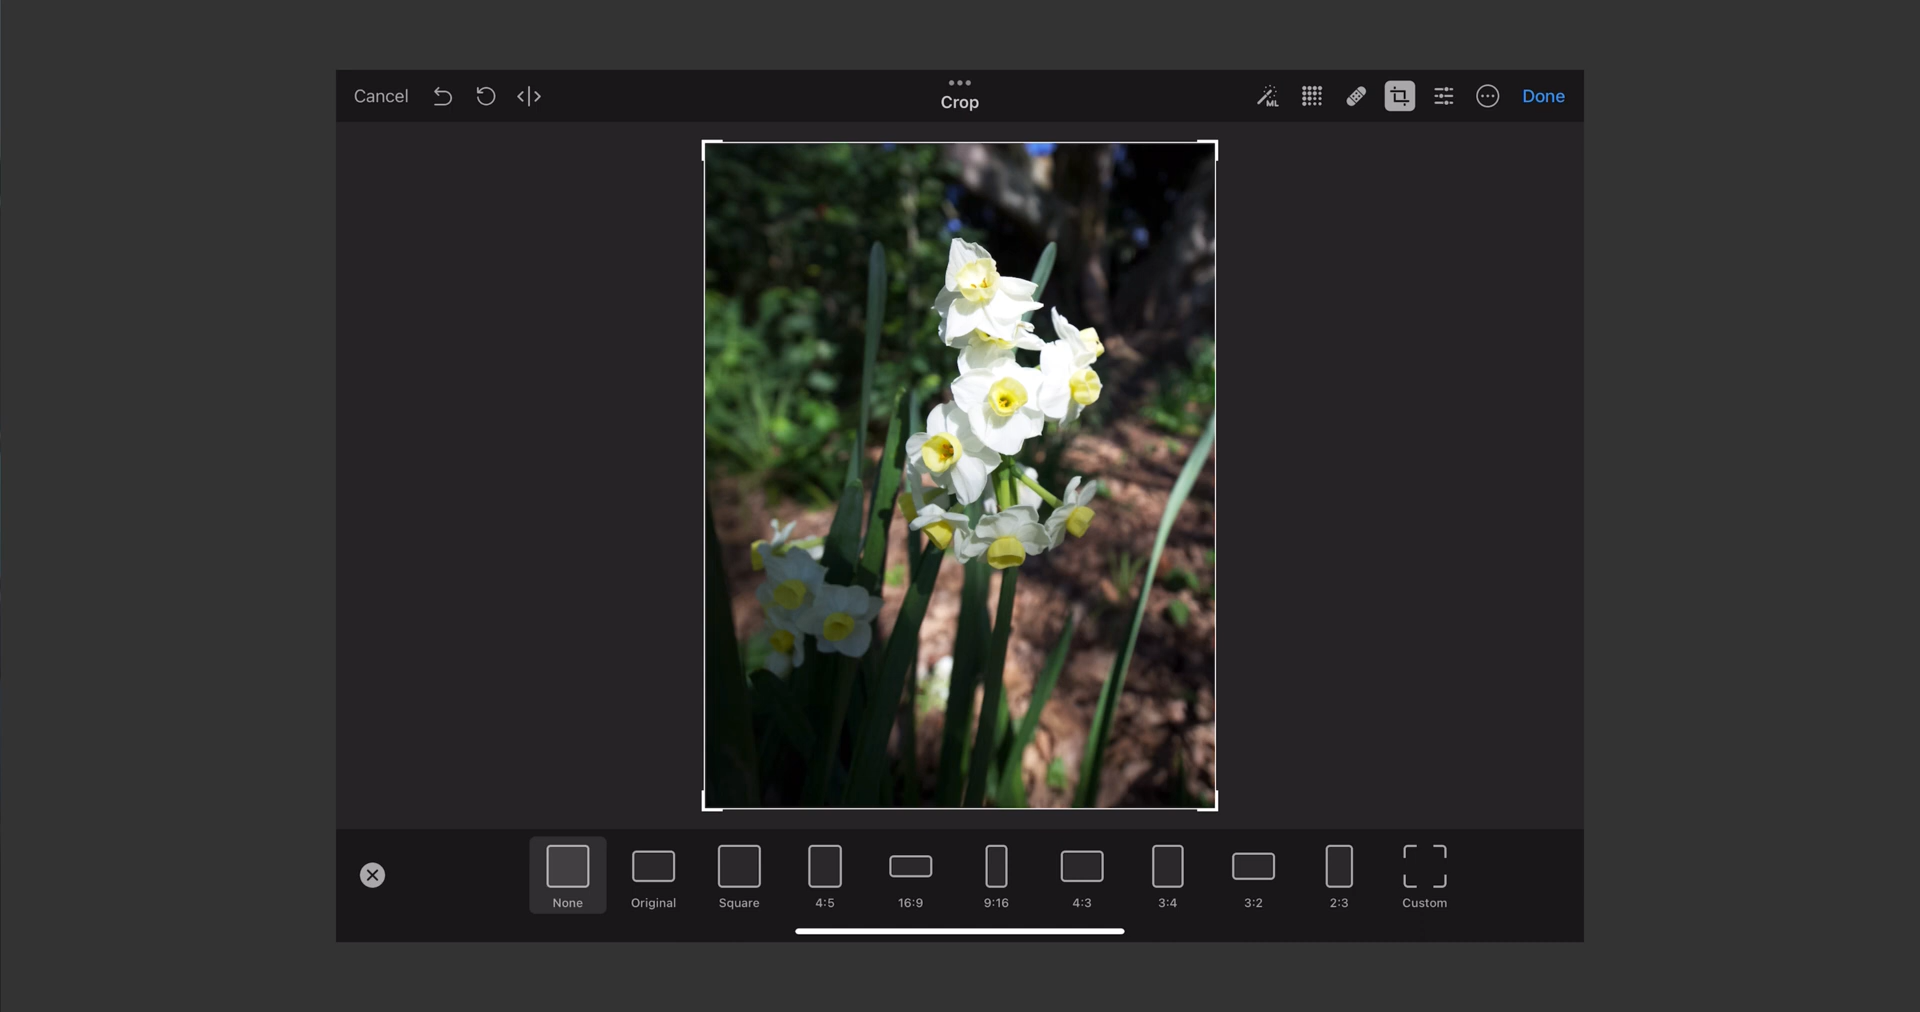 Cancel
Crop
ML
Done
None
Original
Square
4:5
16:9
9:16
4:3
3:4
3:2
2:3
Custom